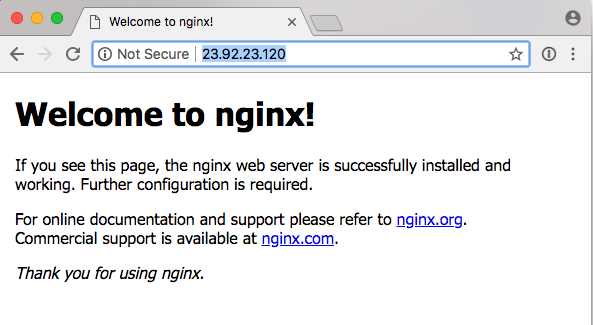 Welcome to nginx!
Not Secure 23.92.23.120
Welcome to nginx!
If you see this page, the nginx web server is successfully installed and
working. Further configuration is required.
For online documentation and support please refer to nginx.org.
Commercial support is available at nginx.com.
Thank you for using nginx.